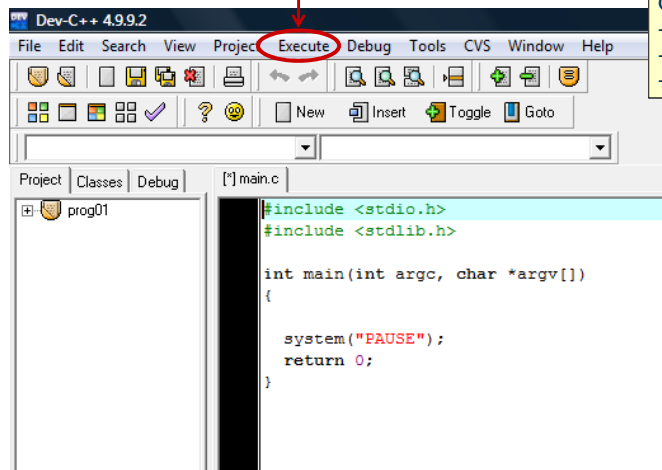 Dev-C++ 4.9.9.2
File Edit Search View Project Execute Debug Tools CVS Window Help
New Insert Toggle Goto
Project Classes Debug [*] main.c
prog01
#include <stdio.h>
#include <stdlib.h>
int main(int argc, char *argv[])
{
system("PAUSE");
return 0;
}